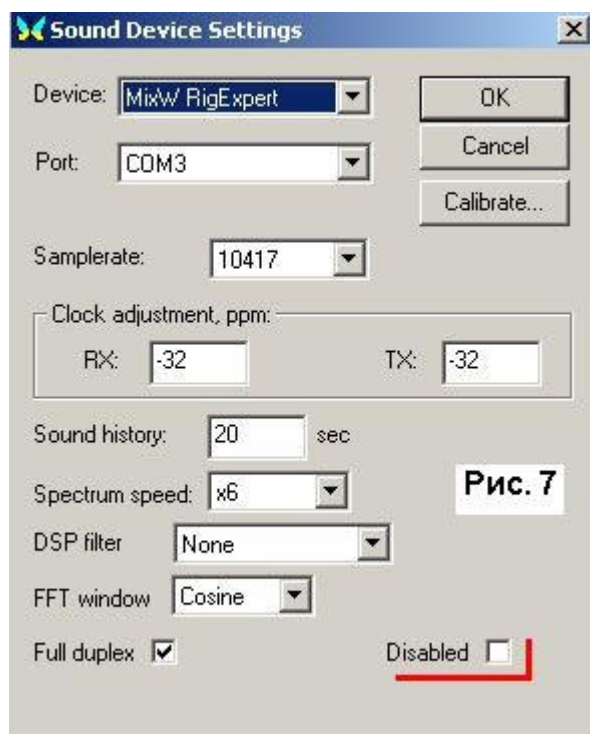 Sound Device Settings
Device: MixW RigExpert
OK
Port: COM3
Cancel
Calibrate...
Samplerate: 10417
Clock adjustment, ppm:
RX: -32 TX: -32
Sound history: 20 sec
Spectrum speed: x6
Рис. 7
DSP filter None
FFT window Cosine
Full duplex Disabled